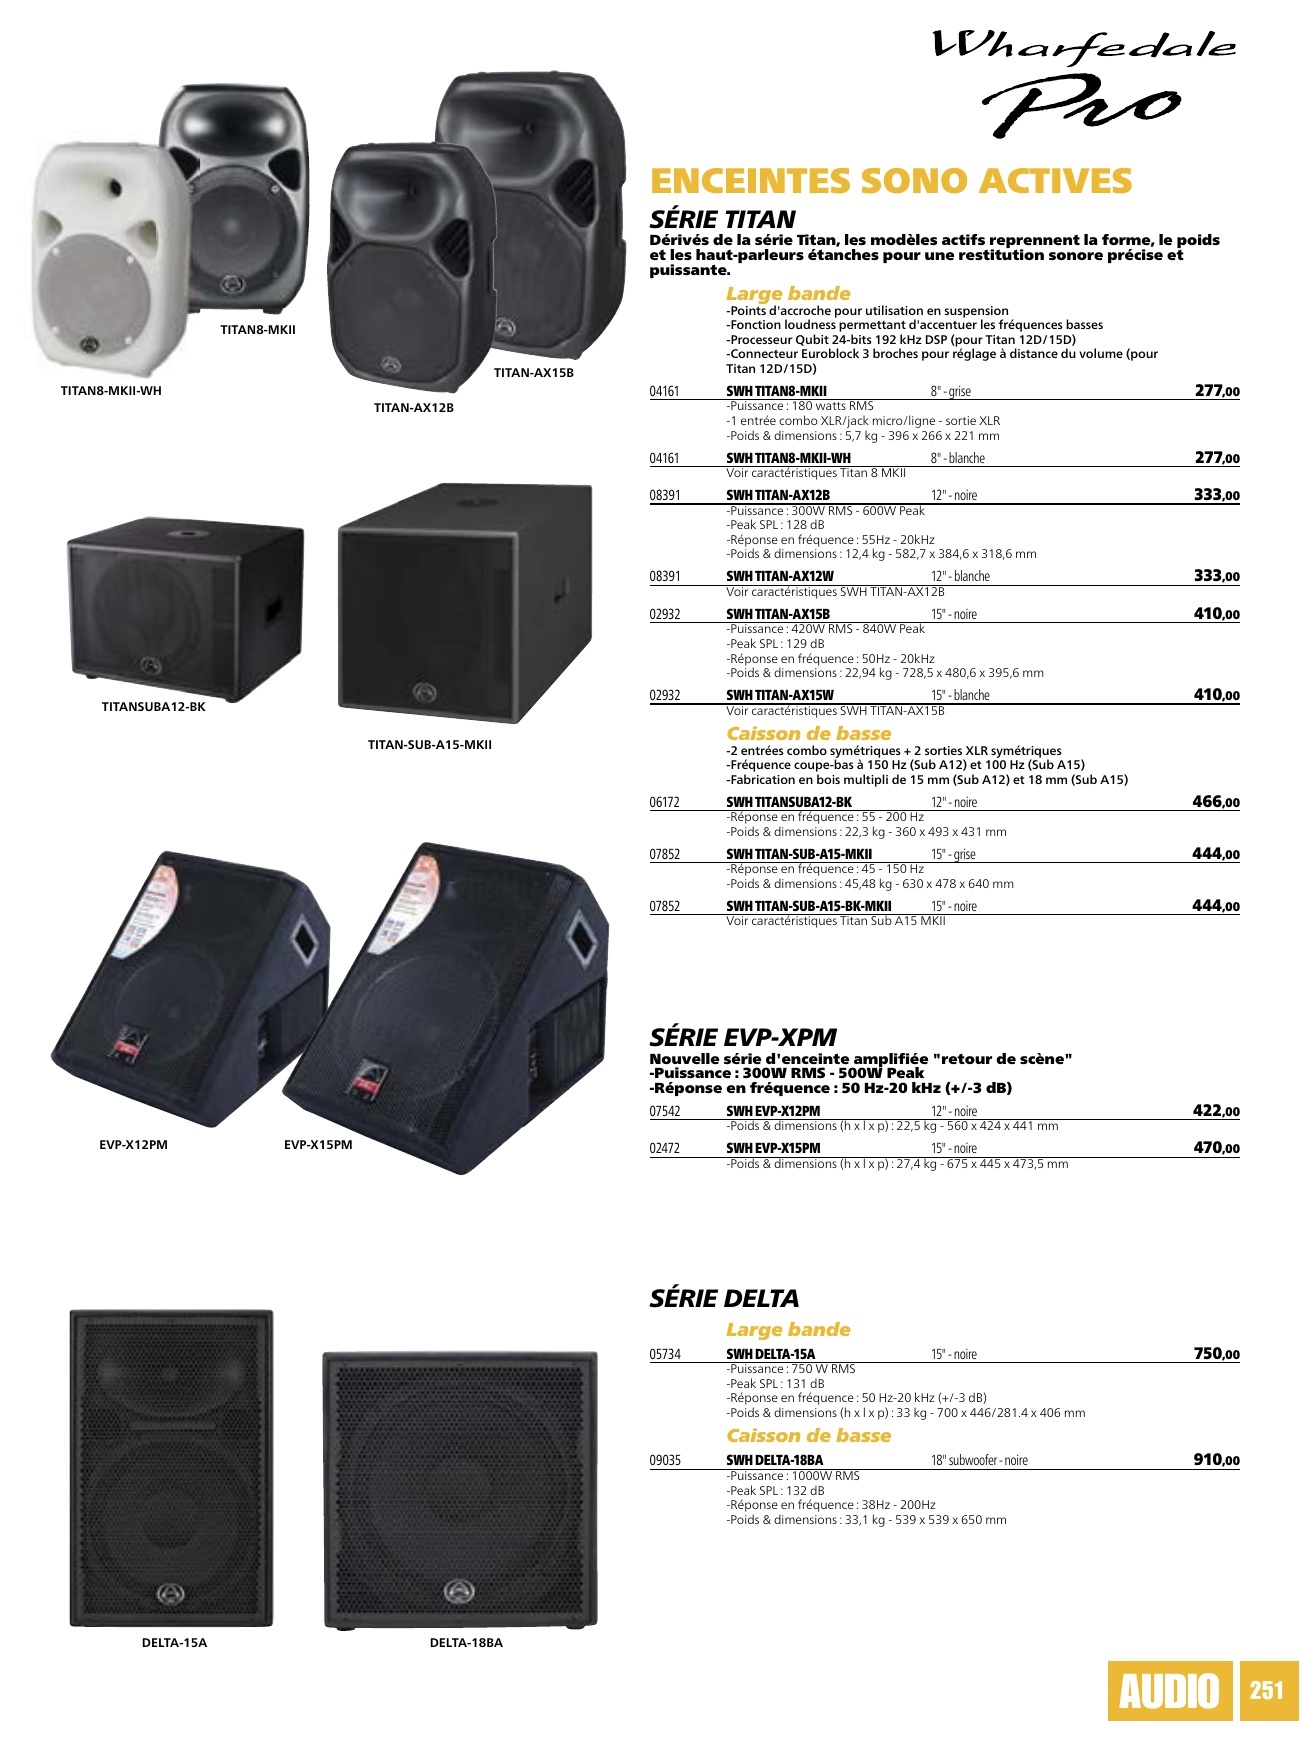 Wharfedale
Pro
ENCEINTES SONO ACTIVES
SÉRIE TITAN
Dérivés de la série Titan, les modèles actifs reprennent la forme, le poids
et les haut-parleurs étanches pour une restitution sonore précise et
puissante.
Large bande
-Points d'accroche pour utilisation en suspension
-Fonction loudness permettant d'accentuer les fréquences basses
-Processeur Qubit 24-bits 192 kHz DSP (pour Titan 12D/15D)
-Connecteur Euroblock 3 broches pour réglage à distance du volume (pour
Titan 12D/15D)
04161 SWH TITAN8-MKII 8" - grise 277,00
-Puissance : 180 watts RMS
-1 entrée combo XLR/jack micro/ligne - sortie XLR
-Poids & dimensions : 5,7 kg - 396 x 266 x 221 mm
04161 SWH TITAN8-MKII-WH 8" - blanche 277,00
Voir caractéristiques Titan 8 MKII
08391 SWH TITAN-AX12B 12" - noire 333,00
-Puissance : 300W RMS - 600W Peak
-Peak SPL : 128 dB
-Réponse en fréquence : 55Hz - 20kHz
-Poids & dimensions : 12,4 kg - 582,7 x 384,6 x 318,6 mm
08391 SWH TITAN-AX12W 12" - blanche 333,00
Voir caractéristiques SWH TITAN-AX12B
02932 SWH TITAN-AX15B 15" - noire 410,00
-Puissance : 420W RMS - 840W Peak
-Peak SPL : 129 dB
-Réponse en fréquence : 50Hz - 20kHz
-Poids & dimensions : 22,94 kg - 728,5 x 480,6 x 395,6 mm
02932 SWH TITAN-AX15W 15" - blanche 410,00
Voir caractéristiques SWH TITAN-AX15B
Caisson de basse
-2 entrées combo symétriques + 2 sorties XLR symétriques
-Fréquence coupe-bas à 150 Hz (Sub A12) et 100 Hz (Sub A15)
-Fabrication en bois multipli de 15 mm (Sub A12) et 18 mm (Sub A15)
06172 SWH TITANSUBA12-BK 12" - noire 466,00
-Réponse en fréquence : 55 - 200 Hz
-Poids & dimensions : 22,3 kg - 360 x 493 x 431 mm
07852 SWH TITAN-SUB-A15-MKII 15" - grise 444,00
-Réponse en fréquence : 45 - 150 Hz
-Poids & dimensions : 45,48 kg - 630 x 478 x 640 mm
07852 SWH TITAN-SUB-A15-BK-MKII 15" - noire 444,00
Voir caractéristiques Titan Sub A15 MKII
SÉRIE EVP-XPM
Nouvelle série d'enceinte amplifiée "retour de scène"
-Puissance : 300W RMS - 500W Peak
-Réponse en fréquence : 50 Hz-20 kHz (+/-3 dB)
07542 SWH EVP-X12PM 12" - noire 422,00
-Poids & dimensions (h x l x p) : 22,5 kg - 560 x 424 x 441 mm
02472 SWH EVP-X15PM 15" - noire 470,00
-Poids & dimensions (h x l x p) : 27,4 kg - 675 x 445 x 473,5 mm
SÉRIE DELTA
Large bande
05734 SWH DELTA-15A 15" - noire 750,00
-Puissance : 750 W RMS
-Peak SPL : 131 dB
-Réponse en fréquence : 50 Hz-20 kHz (+/-3 dB)
-Poids & dimensions (h x l x p) : 33 kg - 700 x 446/281.4 x 406 mm
Caisson de basse
09035 SWH DELTA-18BA 18" subwoofer - noire 910,00
-Puissance : 1000W RMS
-Peak SPL : 132 dB
-Réponse en fréquence : 38Hz - 200Hz
-Poids & dimensions : 33,1 kg - 539 x 539 x 650 mm
TITAN8-MKII
TITAN8-MKII-WH
TITAN-AX15B
TITAN-AX12B
TITANSUBA12-BK
TITAN-SUB-A15-MKII
EVP-X12PM
EVP-X15PM
DELTA-15A
DELTA-18BA
AUDIO 251